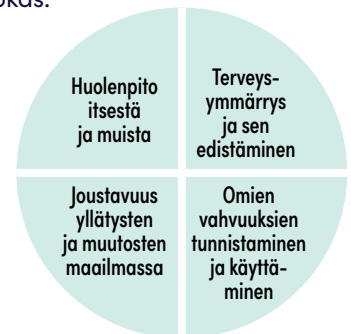 Huolenpito
itsestä
ja muista
Terveys-
ymmärrys
ja sen
edistäminen
Joustavuus
yllätysten
ja muutosten
maailmassa
Omien
vahvuuksien
tunnistaminen
ja käyttä-
minen